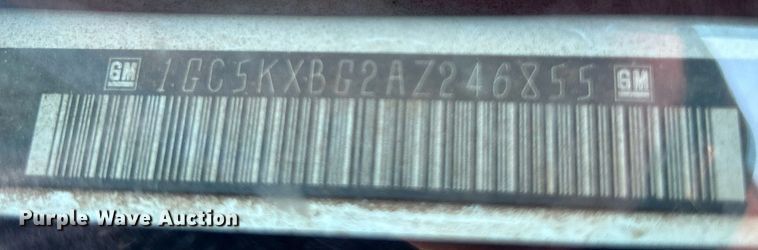 GM 1GC5KXBG2AZ246855 GM
Purple Wave Auction